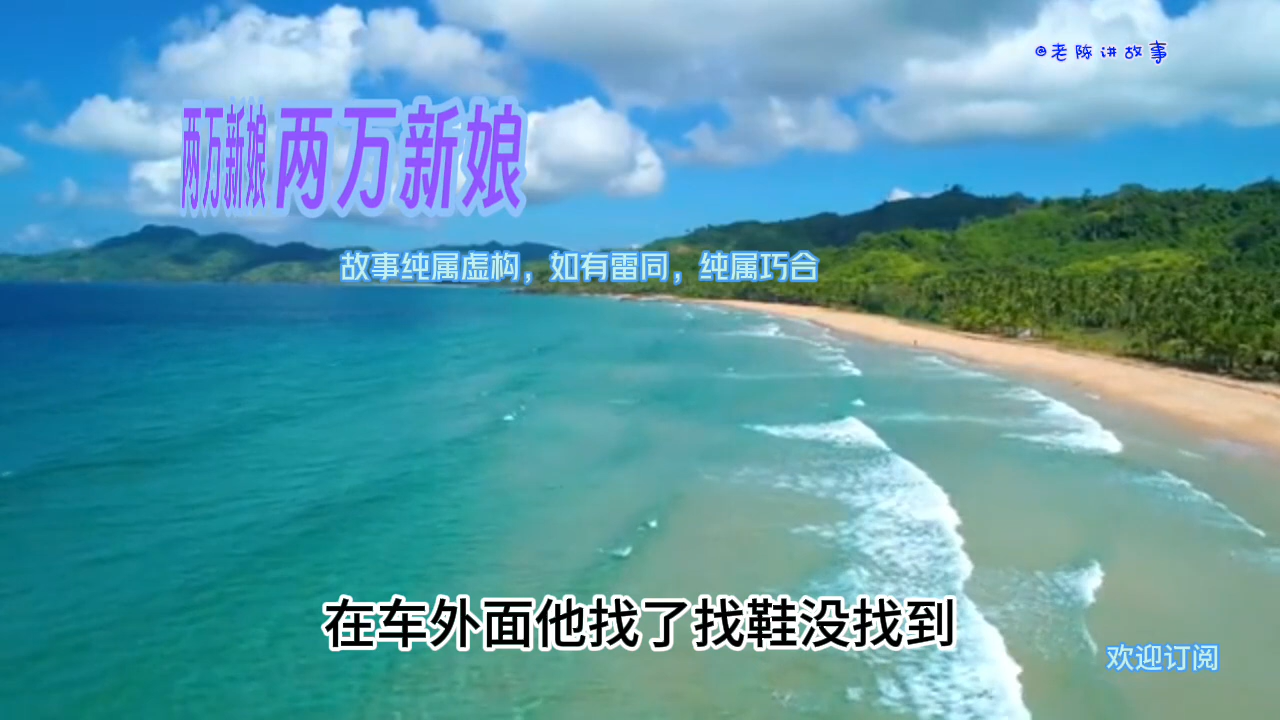 @老陈讲故事
两万新娘 两万新娘
故事纯属虚构，如有雷同，纯属巧合
在车外面他找了找鞋没找到
欢迎订阅